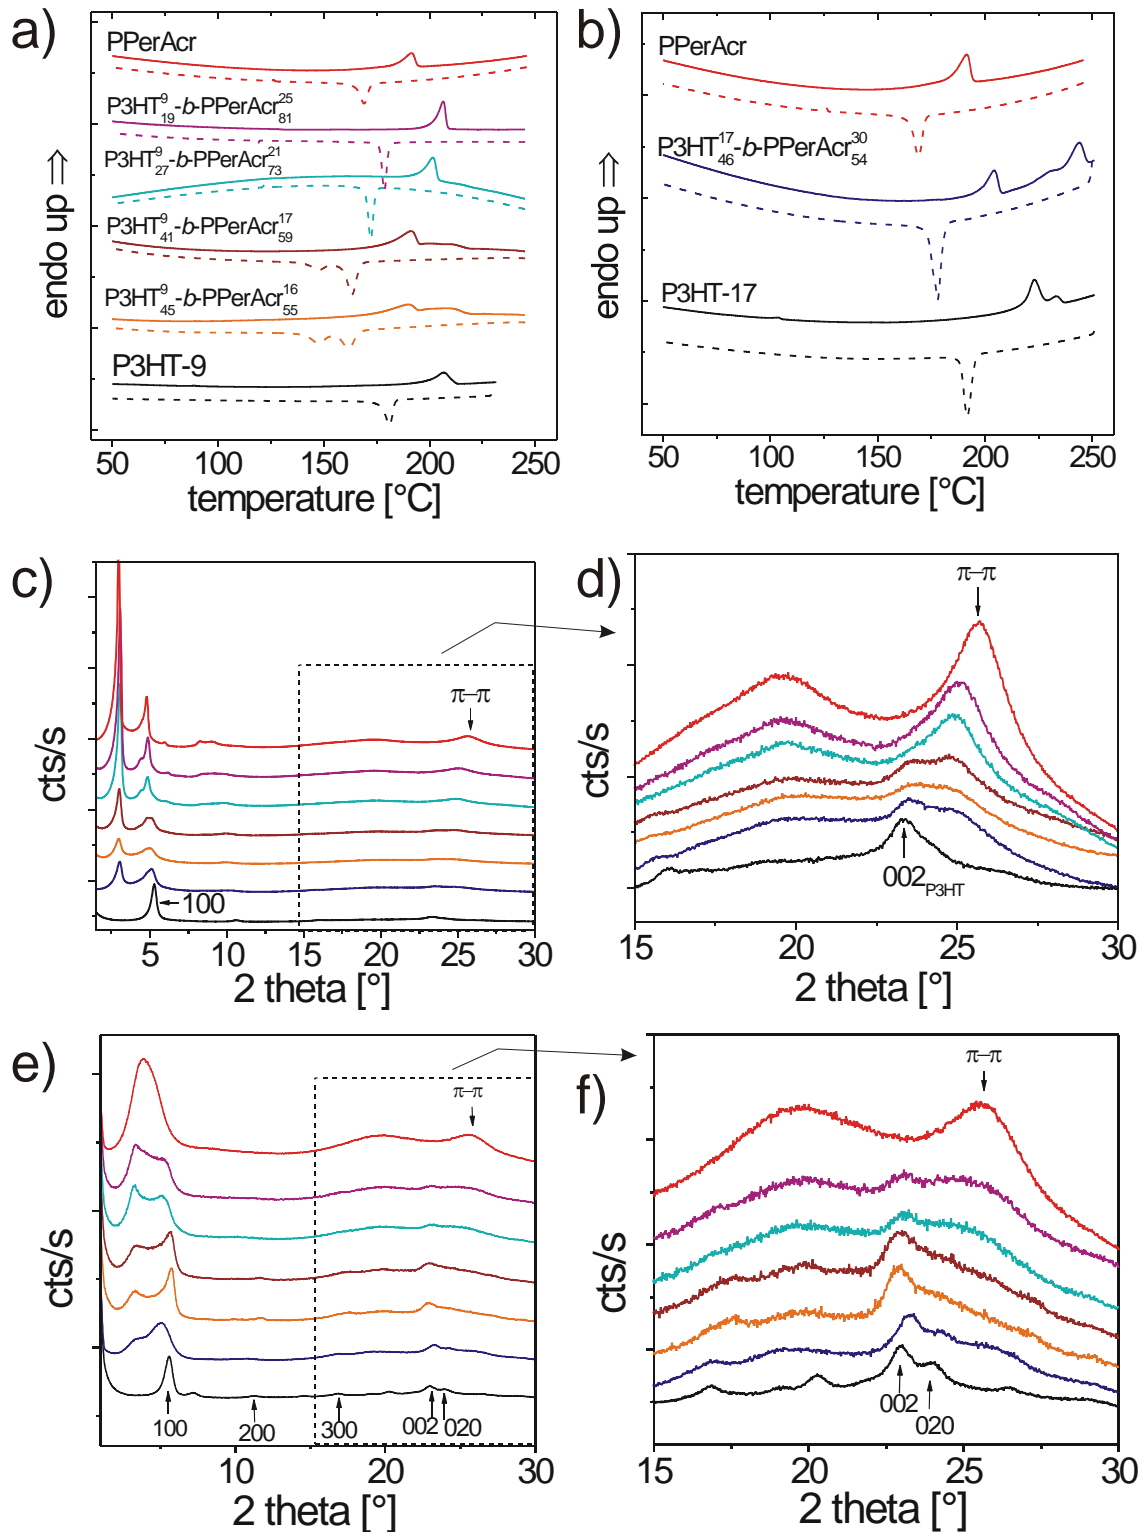 a)
PPerAcr
P3HT⁹₁₉-b-PPerAcr²⁵₈₁
P3HT⁹₂₇-b-PPerAcr²¹₇₃
P3HT⁹₄₁-b-PPerAcr¹⁷₅₉
P3HT⁹₄₅-b-PPerAcr¹⁶₅₅
P3HT-9
endo up ⇒
50 100 150 200 250
temperature [°C]
b)
PPerAcr
P3HT¹⁷₄₆-b-PPerAcr³⁰₅₄
P3HT-17
endo up ⇒
50 100 150 200 250
temperature [°C]
c)
π–π
100
cts/s
5 10 15 20 25 30
2 theta [°]
d)
π–π
002P3HT
cts/s
15 20 25 30
2 theta [°]
e)
π–π
100 200 300 002 020
cts/s
10 20 30
2 theta [°]
f)
π–π
002
020
cts/s
15 20 25 30
2 theta [°]